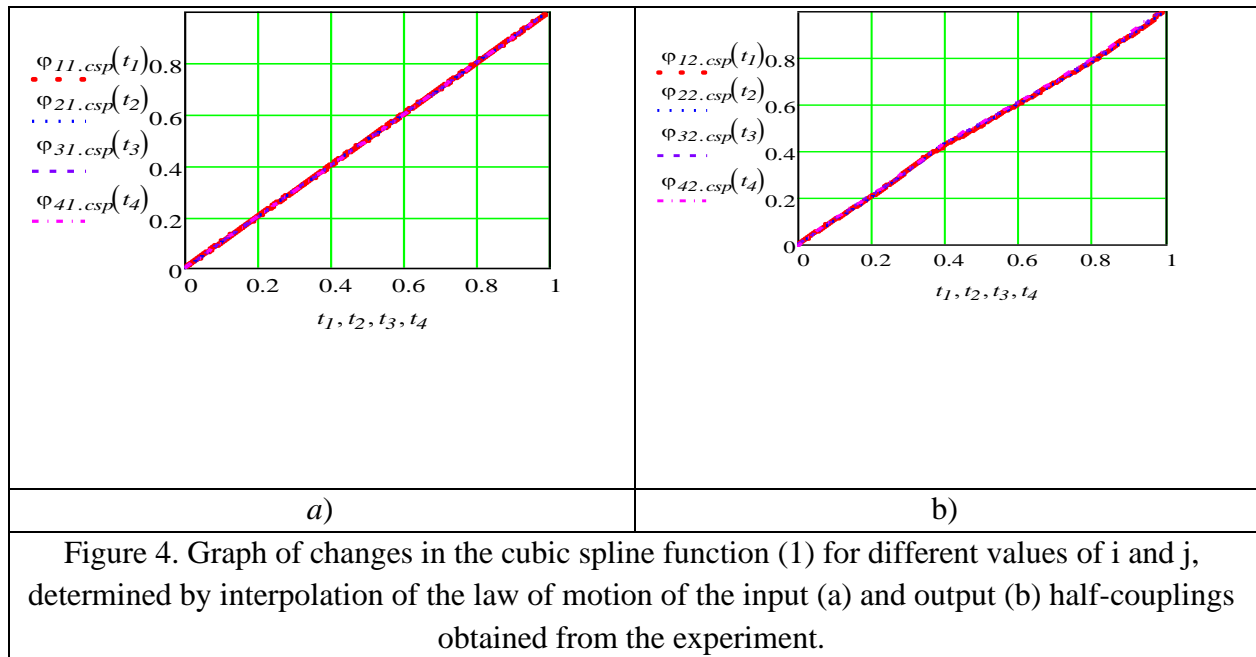 φ11.csp(t1)
φ21.csp(t2)
φ31.csp(t3)
φ41.csp(t4)
0.8
0.6
0.4
0.2
0
0 0.2 0.4 0.6 0.8 1
t1, t2, t3, t4
φ12.csp(t1)
φ22.csp(t2)
φ32.csp(t3)
φ42.csp(t4)
0.8
0.6
0.4
0.2
0
0 0.2 0.4 0.6 0.8 1
t1, t2, t3, t4
a) b)
Figure 4. Graph of changes in the cubic spline function (1) for different values of i and j,
determined by interpolation of the law of motion of the input (a) and output (b) half-couplings
obtained from the experiment.